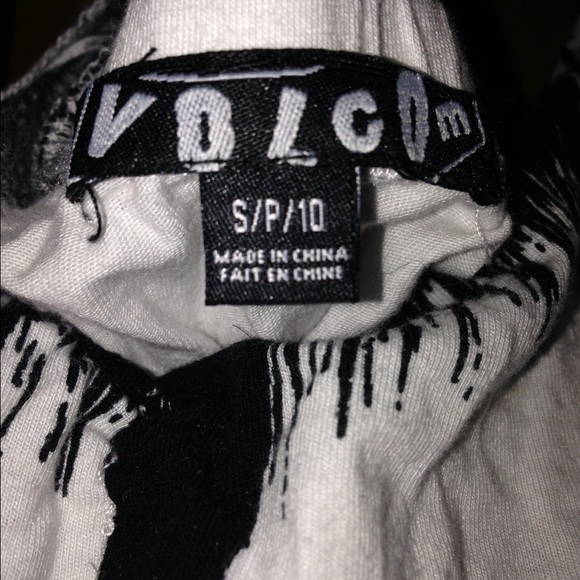 VOLCOM
S/P/10
MADE IN CHINA
FAIT EN CHINE